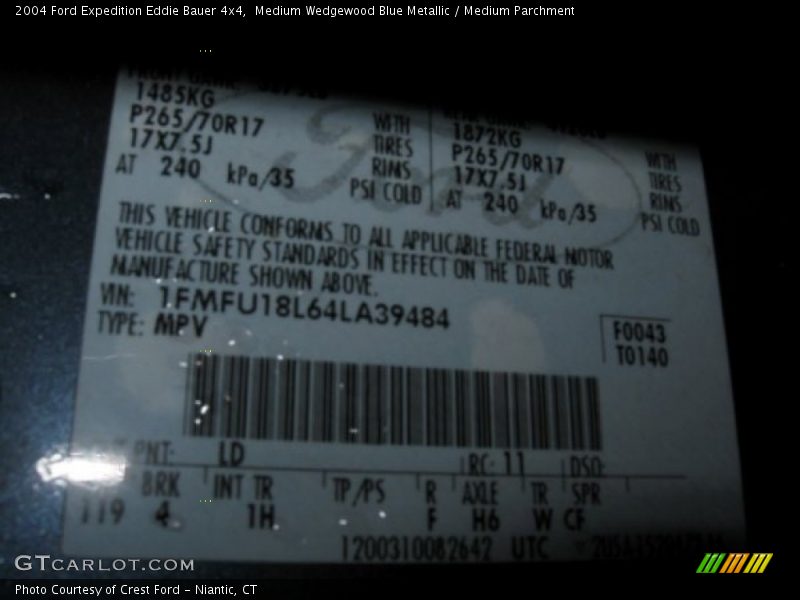 2004 Ford Expedition Eddie Bauer 4x4, Medium Wedgewood Blue Metallic / Medium Parchment
1485KG
P265/70R17 WITH
17X7.5J TIRES
RIMS
AT 240 kPa/35 PSI COLD
1872KG
P265/70R17 WITH
17X7.5J TIRES
RIMS
AT 240 kPa/35 PSI COLD
Ford
THIS VEHICLE CONFORMS TO ALL APPLICABLE FEDERAL MOTOR
VEHICLE SAFETY STANDARDS IN EFFECT ON THE DATE OF
MANUFACTURE SHOWN ABOVE.
VIN: 1FMFU18L64LA39484
TYPE: MPV
F0043
T0140
PNT: LD
RC: 11 DSO:
BRK INT TR TP/PS R AXLE TR SPR
119 4 1H F H6 W CF
1200310082642 UTC
GTCARLOT.COM
Photo Courtesy of Crest Ford - Niantic, CT